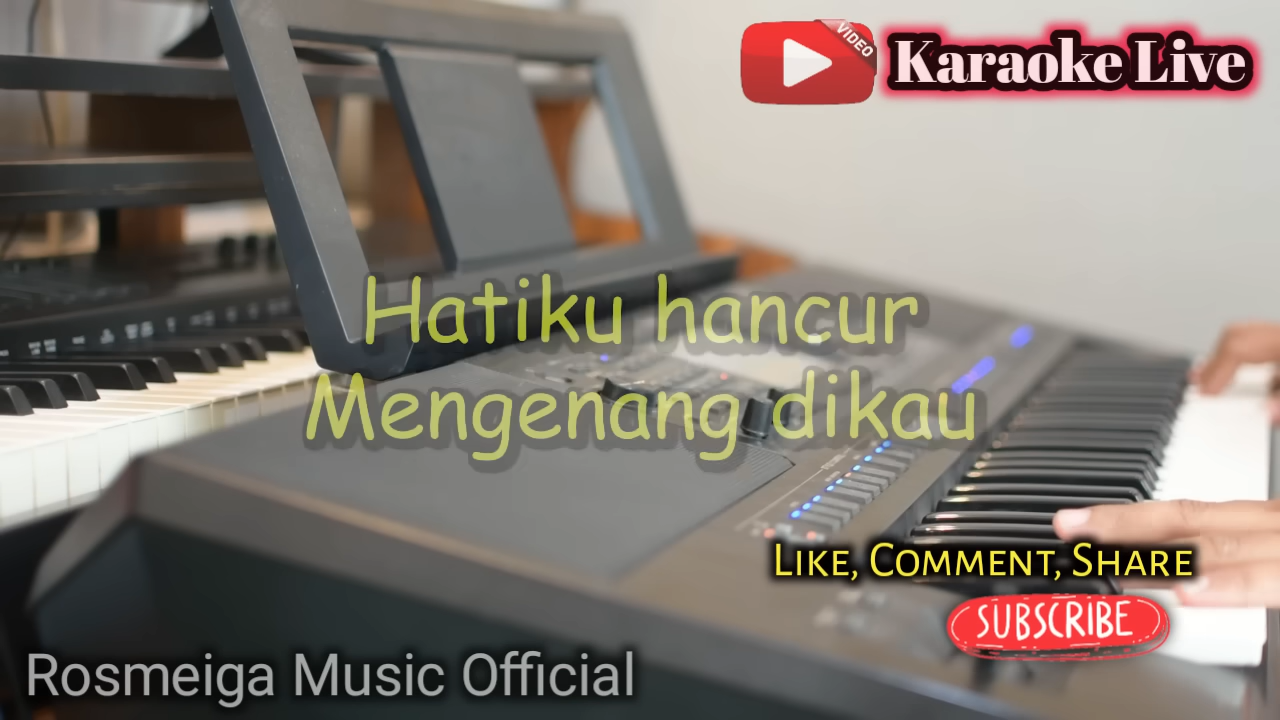 VIDEO
Karaoke Live
Hatiku hancur
Mengenang dikau
Like, Comment, Share
SUBSCRIBE
Rosmeiga Music Official